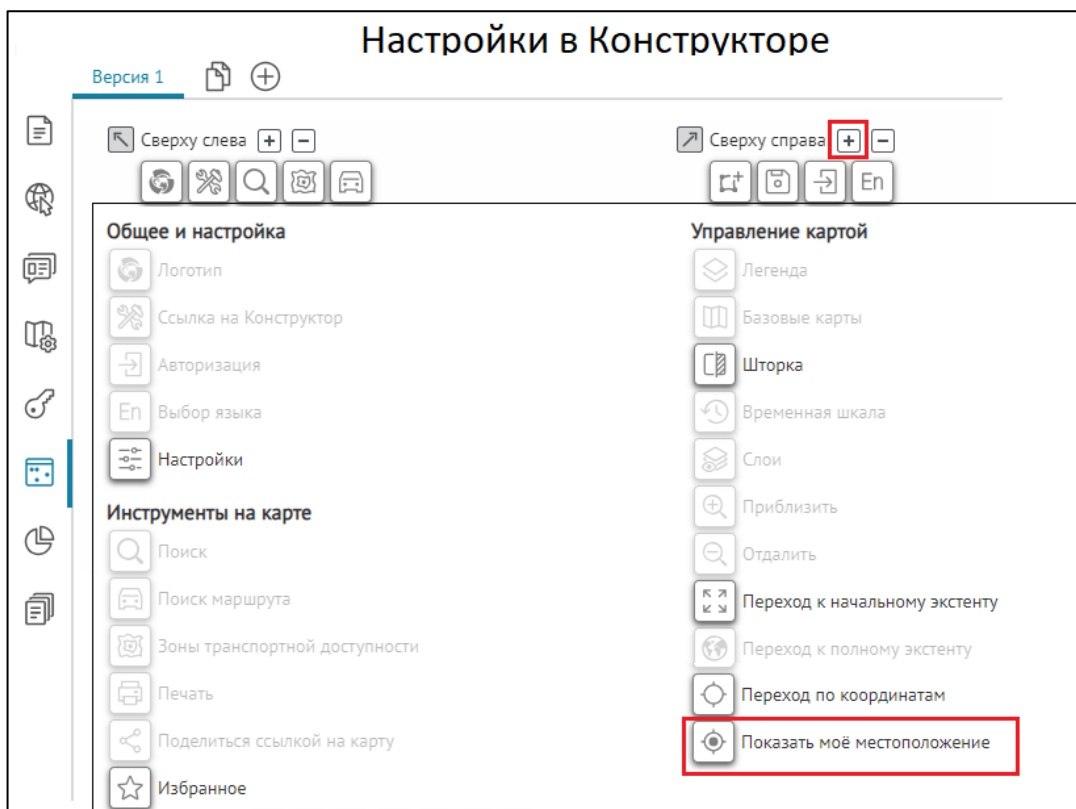 Настройки в Конструкторе
Версия 1
Сверху слева
Сверху справа
En
Общее и настройка
Логотип
Ссылка на Конструктор
Авторизация
En Выбор языка
Настройки
Инструменты на карте
Поиск
Поиск маршрута
Зоны транспортной доступности
Печать
Поделиться ссылкой на карту
Избранное
Управление картой
Легенда
Базовые карты
Шторка
Временная шкала
Слои
Приблизить
Отдалить
Переход к начальному экстенту
Переход к полному экстенту
Переход по координатам
Показать моё местоположение